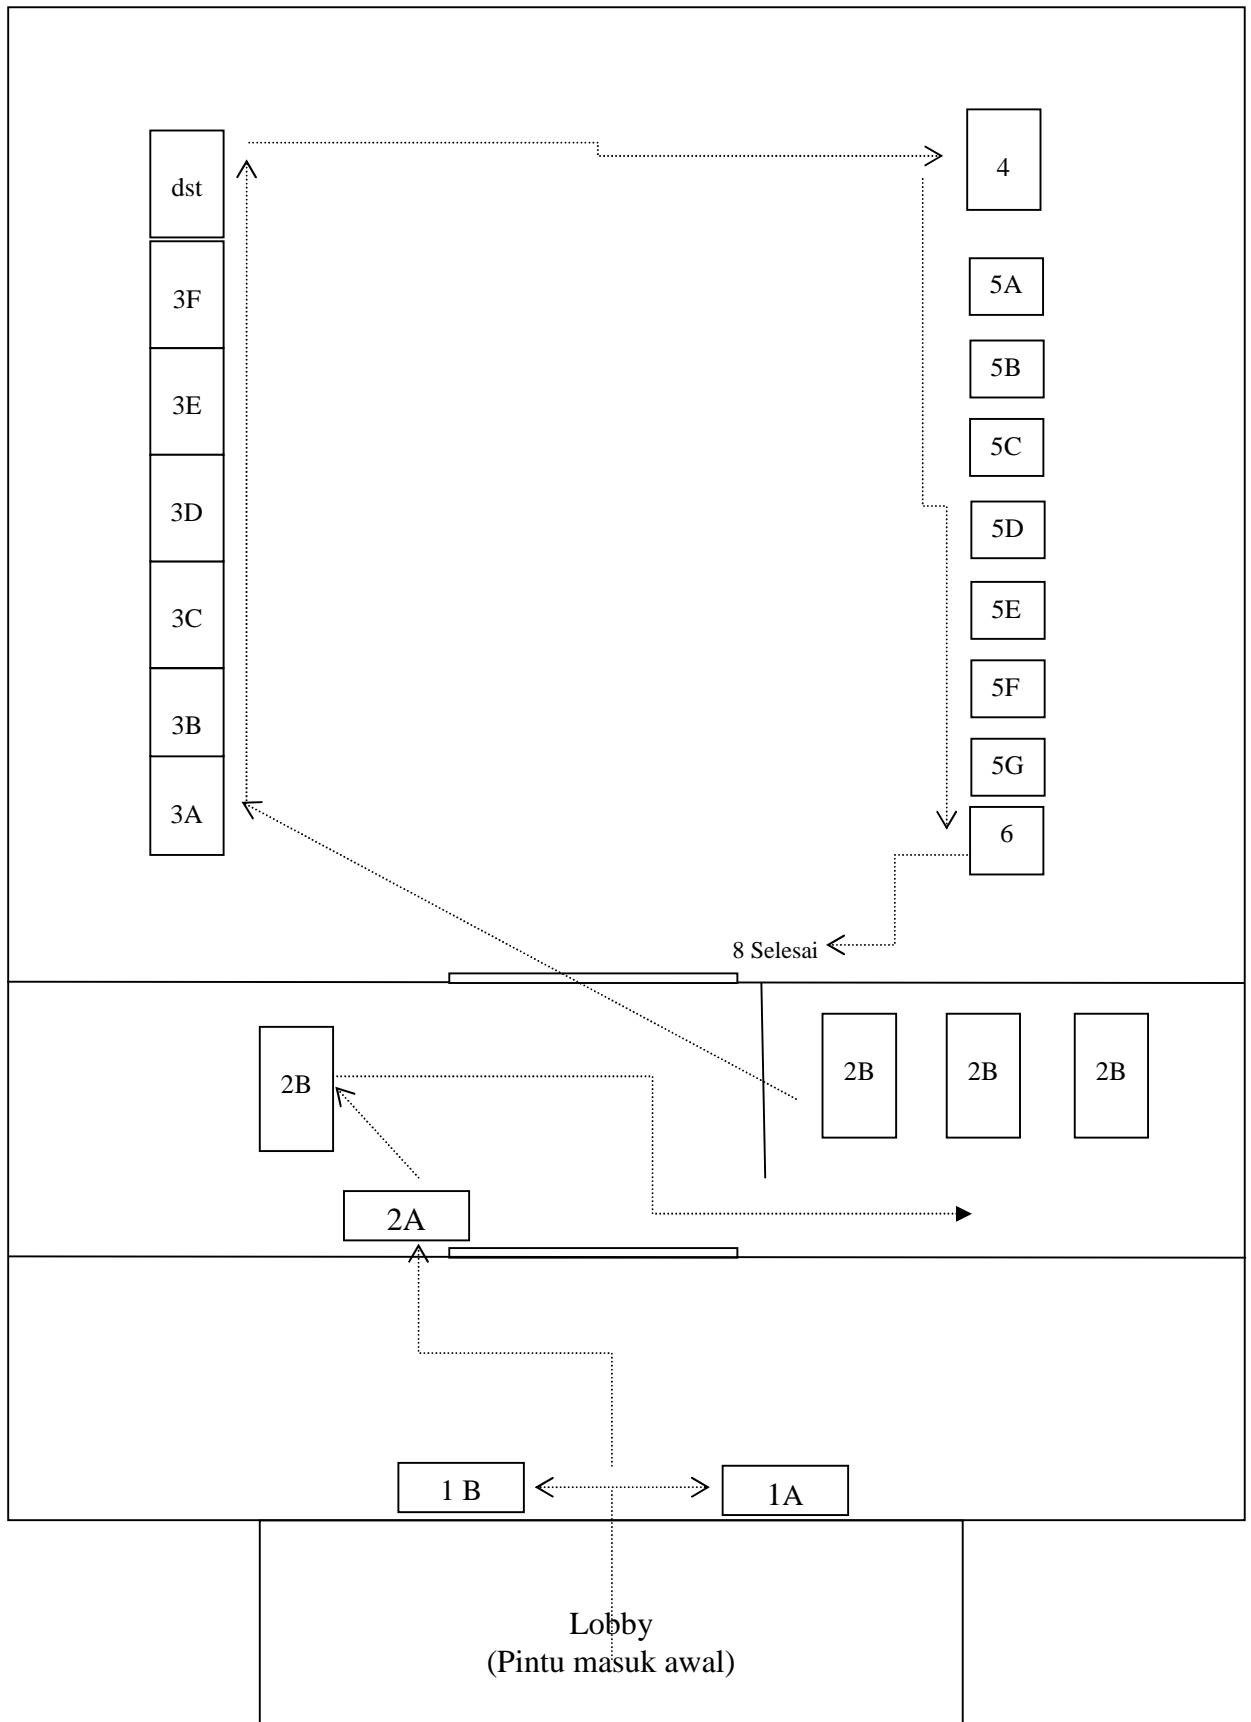 dst
4
3F
5A
3E
5B
3D
5C
3C
5D
3B
5E
3A
5F
5G
6
8 Selesai
2B
2B
2B
2B
2A
1 B
1A
Lobby
(Pintu masuk awal)